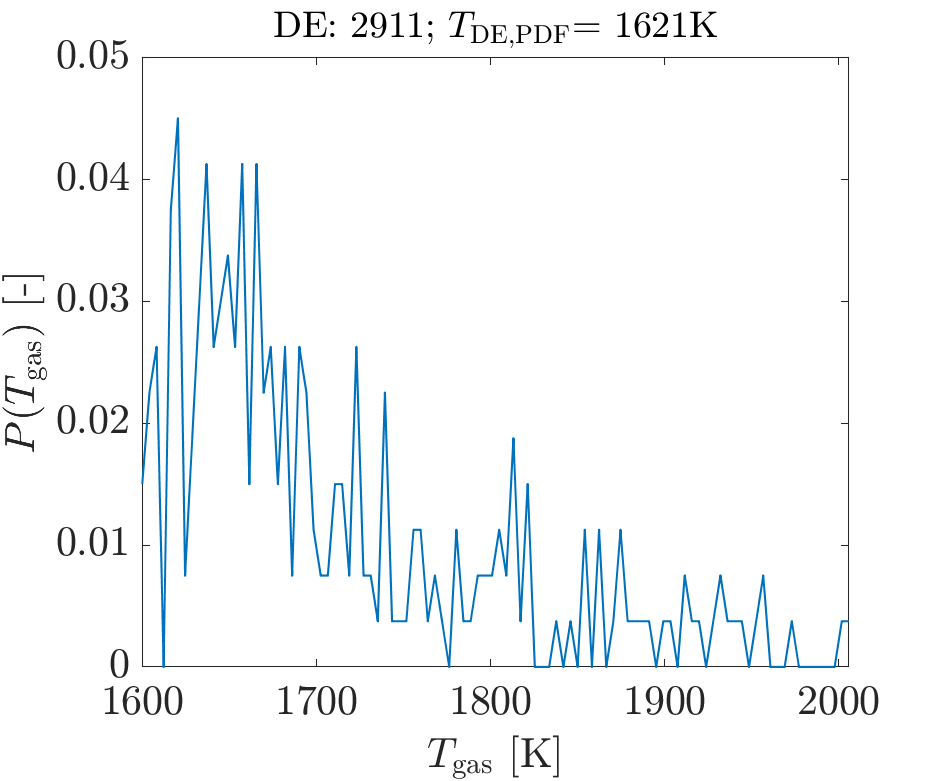 DE: 2911; T_DE,PDF= 1621K
0.05
0.04
0.03
0.02
0.01
0
P(T_gas) [-]
1600 1700 1800 1900 2000
T_gas [K]